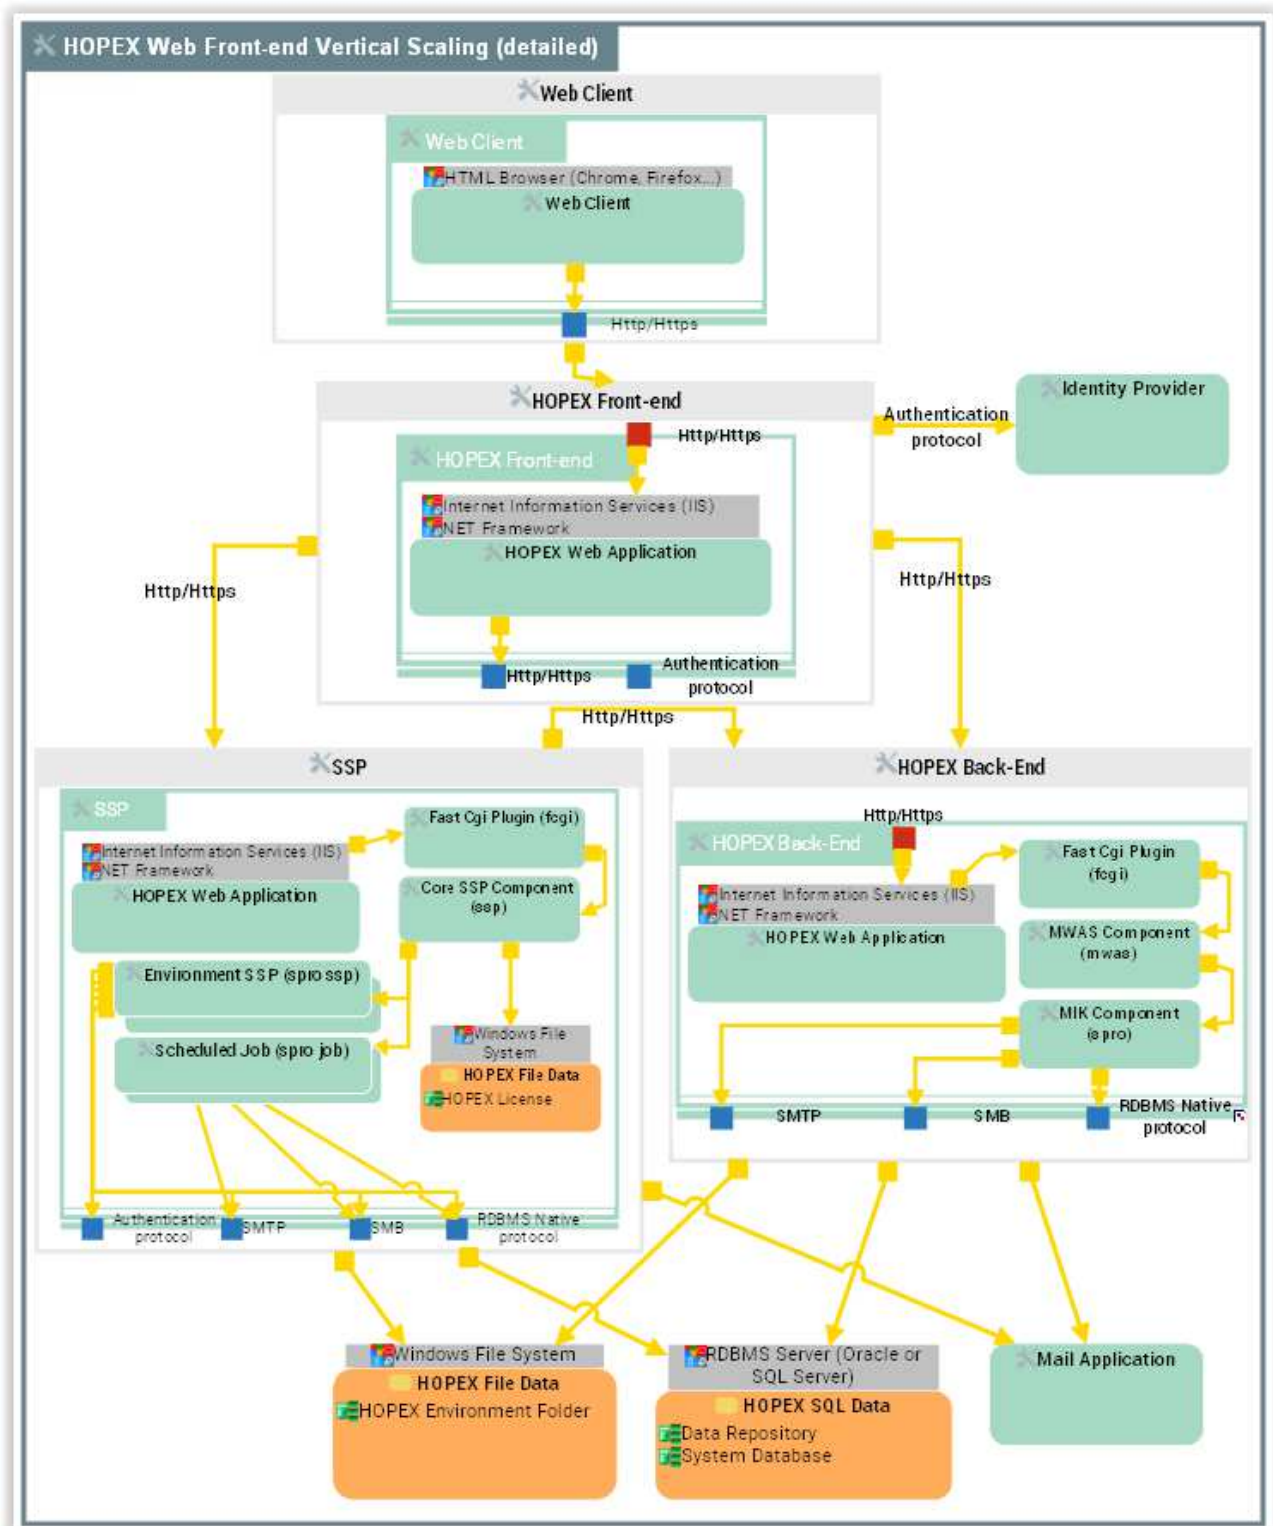 HOPEX Web Front-end Vertical Scaling (detailed)
Web Client
Web Client
HTML Browser (Chrome, Firefox...)
Web Client
Http/Https
HOPEX Front-end
Identity Provider
Authentication
protocol
Http/Https
HOPEX Front-end
Internet Information Services (IIS)
NET Framework
HOPEX Web Application
Http/Https
Http/Https
Http/Https
Authentication
protocol
Http/Https
SSP
HOPEX Back-End
SSP
Fast Cgi Plugin (fcgi)
Internet Information Services (IIS)
NET Framework
HOPEX Web Application
Core SSP Component
(ssp)
Environment SSP (spro ssp)
Scheduled Job (spro job)
Windows File
System
HOPEX File Data
HOPEX License
Authentication
protocol
SMTP
SMB
RDBMS Native
protocol
Http/Https
HOPEX Back-End
Fast Cgi Plugin
(fcgi)
Internet Information Services (IIS)
NET Framework
HOPEX Web Application
MWAS Component
(mwas)
MIK Component
(spro)
SMTP
SMB
RDBMS Native
protocol
Windows File System
HOPEX File Data
HOPEX Environment Folder
RDBMS Server (Oracle or
SQL Server)
HOPEX SQL Data
Data Repository
System Database
Mail Application